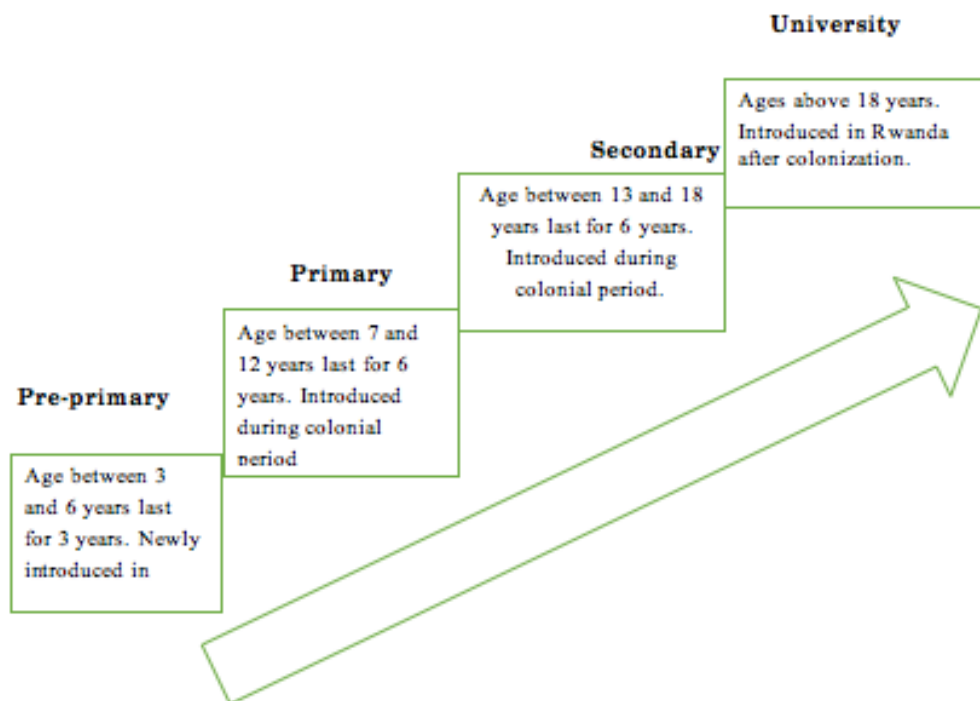 University
Ages above 18 years.
Introduced in Rwanda
after colonization.
Secondary
Age between 13 and 18
years last for 6 years.
Introduced during
colonial period.
Primary
Age between 7 and
12 years last for 6
years. Introduced
during colonial
period
Pre-primary
Age between 3
and 6 years last
for 3 years. Newly
introduced in